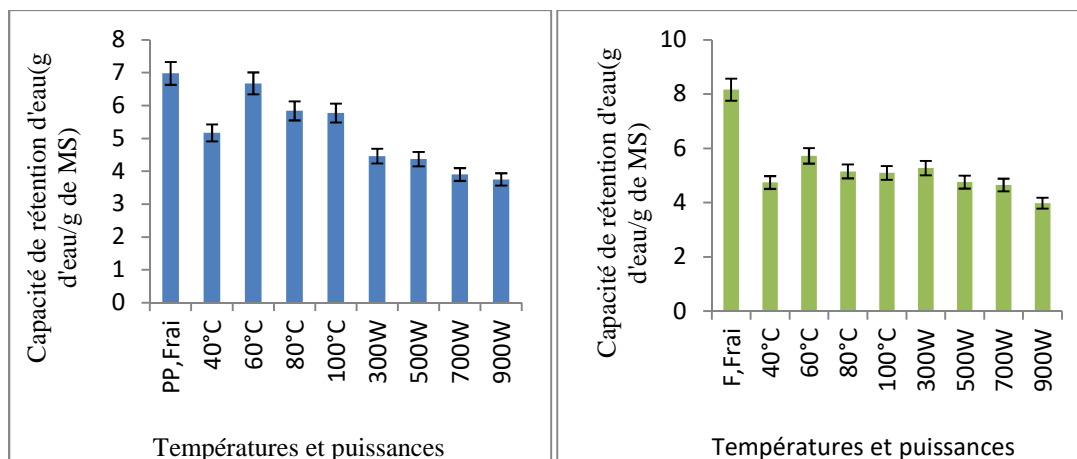 Capacité de rétention d'eau(g
d'eau/g de MS)
8
7
6
5
4
3
2
1
0
PP,Frai
40°C
60°C
80°C
100°C
300W
500W
700W
900W
Températures et puissances
Capacité de rétention d'eau(g
d'eau/g de MS)
10
8
6
4
2
0
F,Frai
40°C
60°C
80°C
100°C
300W
500W
700W
900W
Températures et puissances